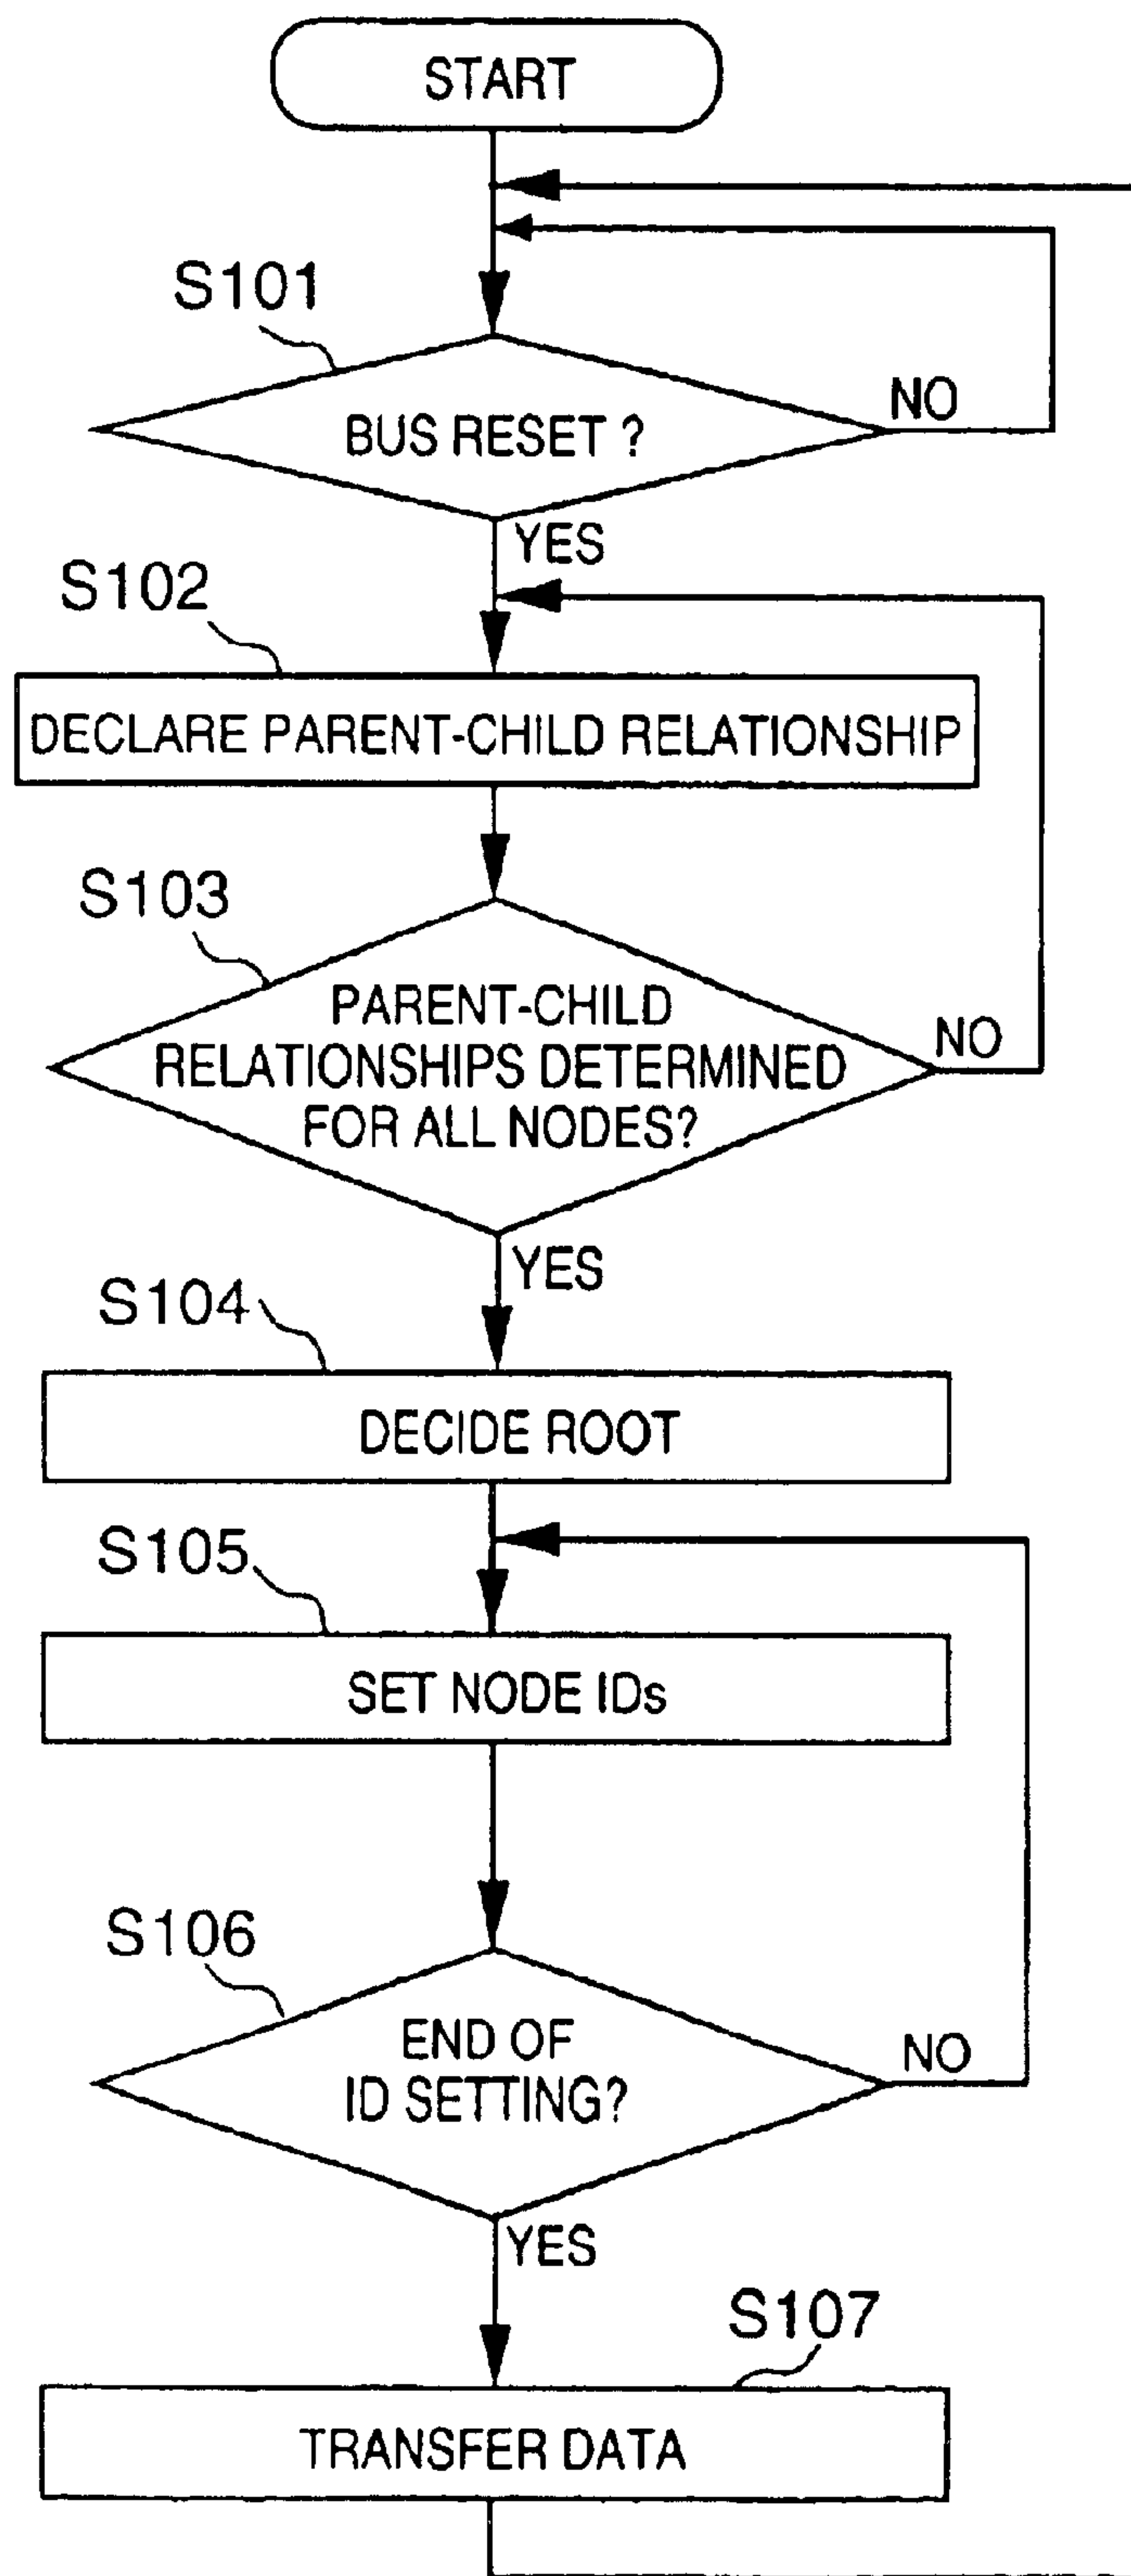 START
S101
BUS RESET ?
NO
YES
S102
DECLARE PARENT-CHILD RELATIONSHIP
S103
PARENT-CHILD
RELATIONSHIPS DETERMINED
FOR ALL NODES?
NO
YES
S104
DECIDE ROOT
S105
SET NODE IDs
S106
END OF
ID SETTING?
NO
YES
S107
TRANSFER DATA